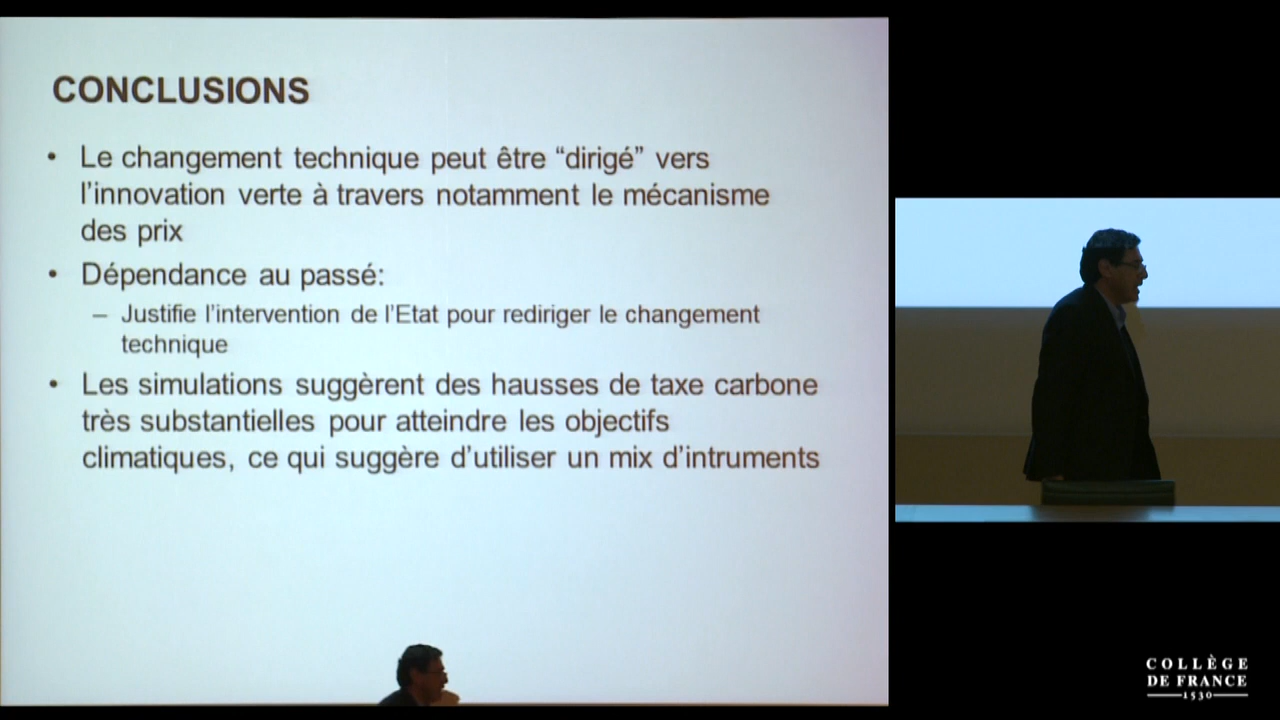 CONCLUSIONS
• Le changement technique peut être “dirigé” vers
l’innovation verte à travers notamment le mécanisme
des prix
• Dépendance au passé:
– Justifie l’intervention de l’Etat pour rediriger le changement
technique
• Les simulations suggèrent des hausses de taxe carbone
très substantielles pour atteindre les objectifs
climatiques, ce qui suggère d’utiliser un mix d’intruments
COLLÈGE
DE FRANCE
1530